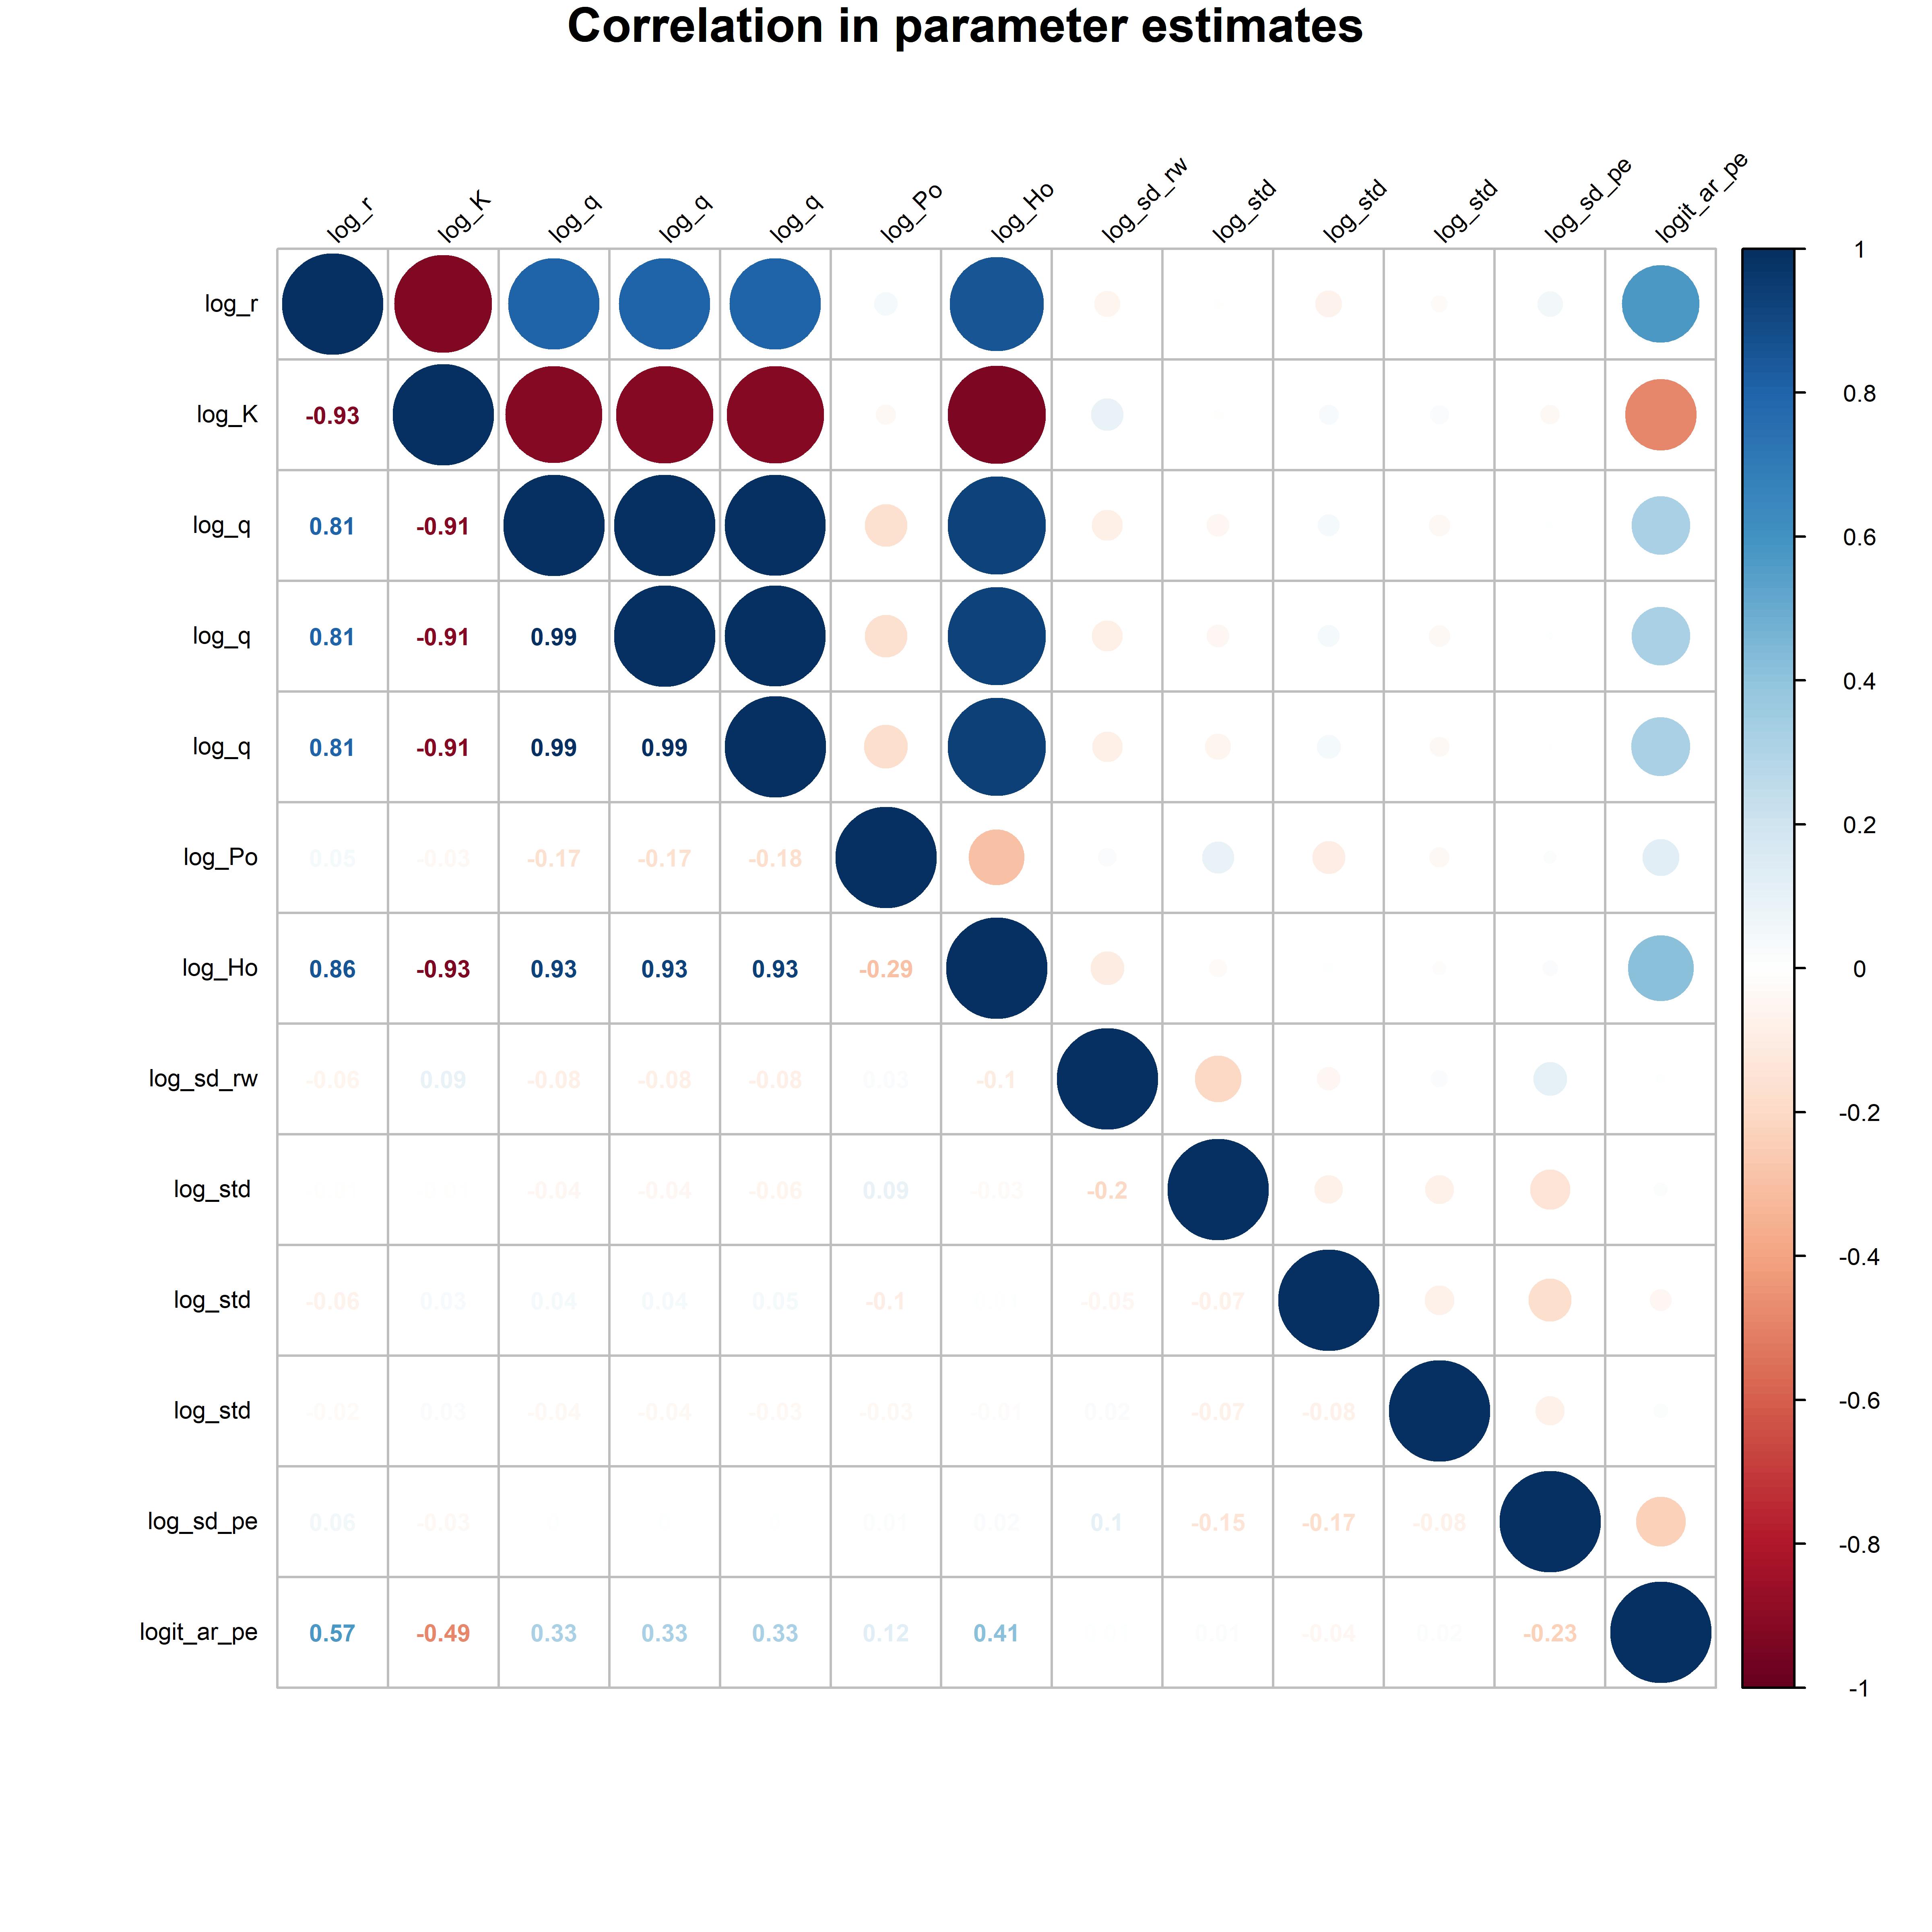 Correlation in parameter estimates
log_r log_K log_q log_q log_q log_Po log_Ho log_sd_rw log_std log_std log_std log_sd_pe logit_ar_pe
log_r
log_K -0.93
log_q 0.81 -0.91
log_q 0.81 -0.91 0.99
log_q 0.81 -0.91 0.99 0.99
log_Po 0.05 -0.03 -0.17 -0.17 -0.18
log_Ho 0.86 -0.93 0.93 0.93 0.93 -0.29
log_sd_rw -0.06 0.09 -0.08 -0.08 -0.08 0.03 -0.1
log_std -0.04 -0.04 -0.06 0.09 -0.03 -0.2
log_std -0.06 0.03 0.04 0.04 0.05 -0.1 -0.05 -0.07
log_std -0.02 0.03 -0.04 -0.04 -0.03 -0.03 -0.01 0.02 -0.07 -0.08
log_sd_pe 0.06 -0.03 0.01 0.02 0.1 -0.15 -0.17 -0.08
logit_ar_pe 0.57 -0.49 0.33 0.33 0.33 0.12 0.41 0.01 -0.04 0.02 -0.23
1
0.8
0.6
0.4
0.2
0
-0.2
-0.4
-0.6
-0.8
-1